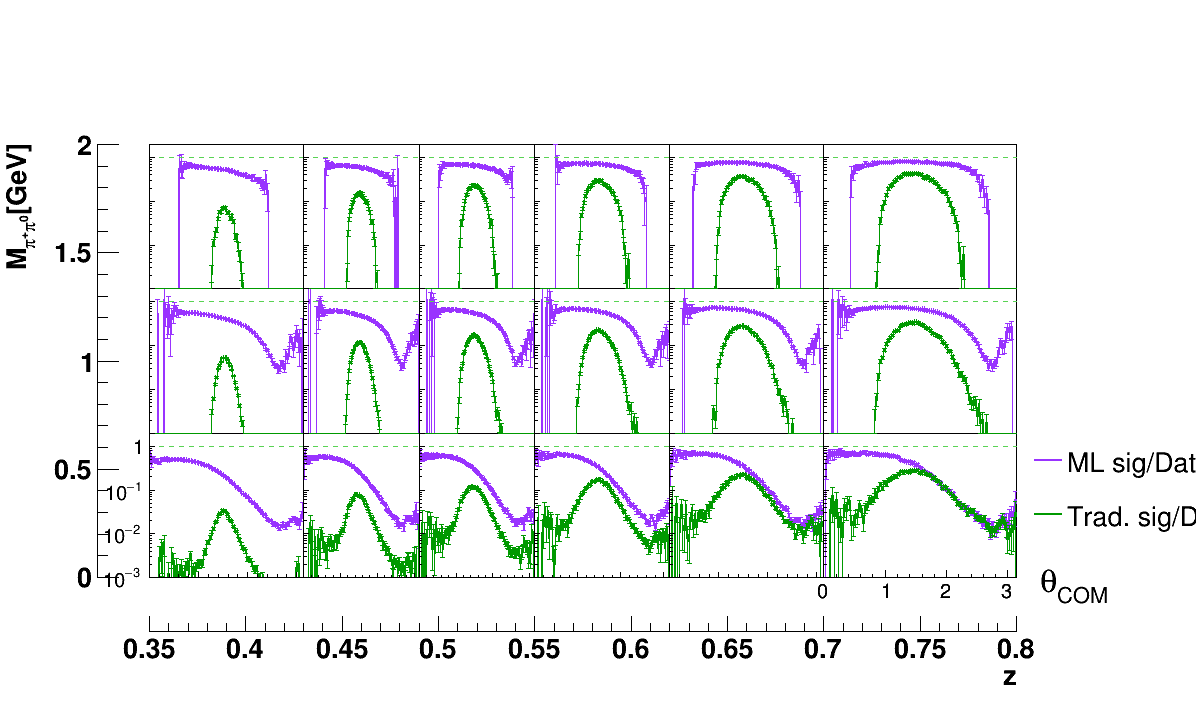 M_{π⁺π⁰}[GeV]
2
1.5
1
0.5
0
1
10⁻¹
10⁻²
10⁻³
0 1 2 3
θ_{COM}
ML sig/Dat
Trad. sig/D
0.35 0.4 0.45 0.5 0.55 0.6 0.65 0.7 0.75 0.8
z